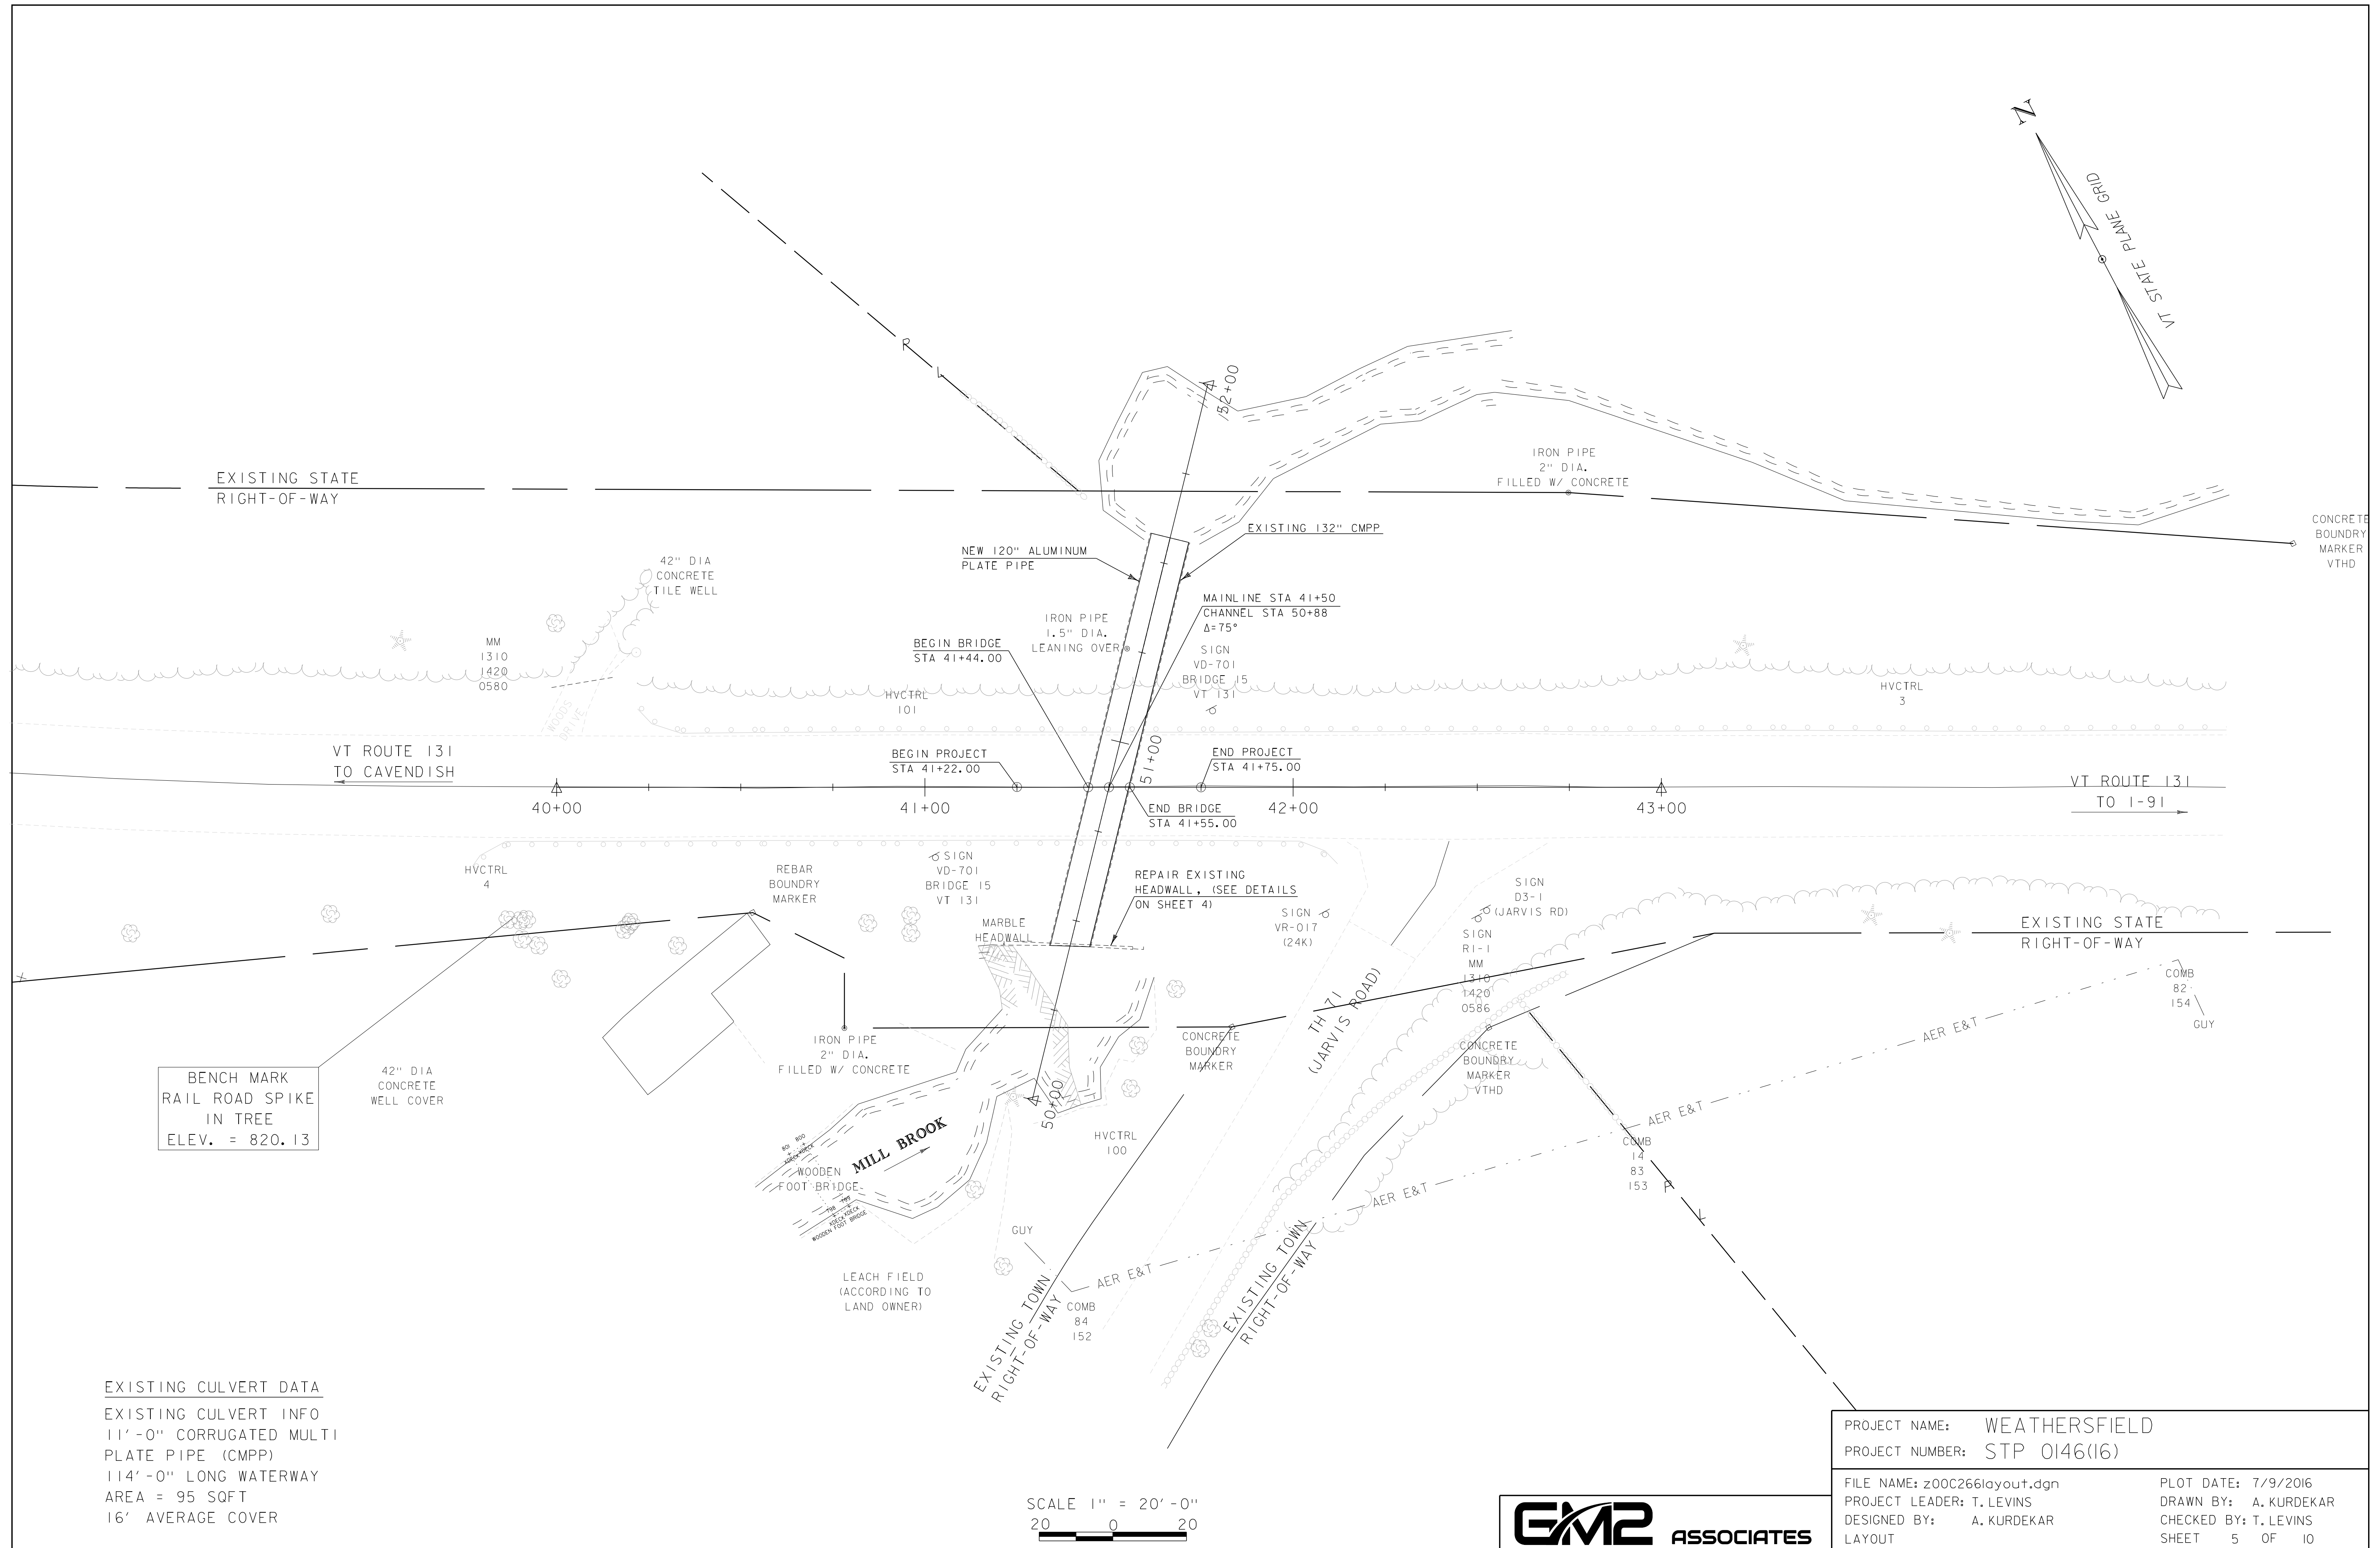 N
VT STATE PLANE GRID
P
L
52+00
EXISTING STATE
RIGHT-OF-WAY
IRON PIPE
2" DIA.
FILLED W/ CONCRETE
CONCRETE
BOUNDRY
MARKER
VTHD
EXISTING 132" CMPP
NEW 120" ALUMINUM
PLATE PIPE
42" DIA
CONCRETE
TILE WELL
MAINLINE STA 41+50
CHANNEL STA 50+88
Δ=75°
IRON PIPE
1.5" DIA.
LEANING OVER
BEGIN BRIDGE
STA 41+44.00
MM
1310
1420
0580
SIGN
VD-701
BRIDGE 15
VT 131
HVCTRL
101
HVCTRL
3
WOODS
DRIVE
VT ROUTE 131
TO CAVENDISH
BEGIN PROJECT
STA 41+22.00
51+00
END PROJECT
STA 41+75.00
VT ROUTE 131
TO I-91
40+00
41+00
42+00
43+00
END BRIDGE
STA 41+55.00
HVCTRL
4
REBAR
BOUNDRY
MARKER
SIGN
VD-701
BRIDGE 15
VT 131
REPAIR EXISTING
HEADWALL, (SEE DETAILS
ON SHEET 4)
MARBLE
HEADWALL
SIGN
VR-017
(24K)
SIGN
D3-1
(JARVIS RD)
SIGN
R1-1
MM
1310
1420
0586
EXISTING STATE
RIGHT-OF-WAY
COMB
82
154
GUY
AER E&T
TH 71
(JARVIS ROAD)
IRON PIPE
2" DIA.
FILLED W/ CONCRETE
CONCRETE
BOUNDRY
MARKER
CONCRETE
BOUNDRY
MARKER
VTHD
BENCH MARK
RAIL ROAD SPIKE
IN TREE
ELEV. = 820.13
42" DIA
CONCRETE
WELL COVER
50+00
MILL BROOK
HVCTRL
100
AER E&T
COMB
14
83
153
P
L
801 800
XDECK XDECK
WOODEN
FOOT BRIDGE
798 799
XDECK XDECK
WOODEN FOOT BRIDGE
AER E&T
GUY
AER E&T
LEACH FIELD
(ACCORDING TO
LAND OWNER)
COMB
84
152
EXISTING TOWN
RIGHT-OF-WAY
EXISTING TOWN
RIGHT-OF-WAY
EXISTING CULVERT DATA
EXISTING CULVERT INFO
11'-0" CORRUGATED MULTI
PLATE PIPE (CMPP)
114'-0" LONG WATERWAY
AREA = 95 SQFT
16' AVERAGE COVER
SCALE 1" = 20'-0"
20 0 20
GM2 ASSOCIATES
PROJECT NAME: WEATHERSFIELD
PROJECT NUMBER: STP 0146(16)
FILE NAME: z00C266layout.dgn PLOT DATE: 7/9/2016
PROJECT LEADER: T. LEVINS DRAWN BY: A. KURDEKAR
DESIGNED BY: A. KURDEKAR CHECKED BY: T. LEVINS
LAYOUT SHEET 5 OF 10